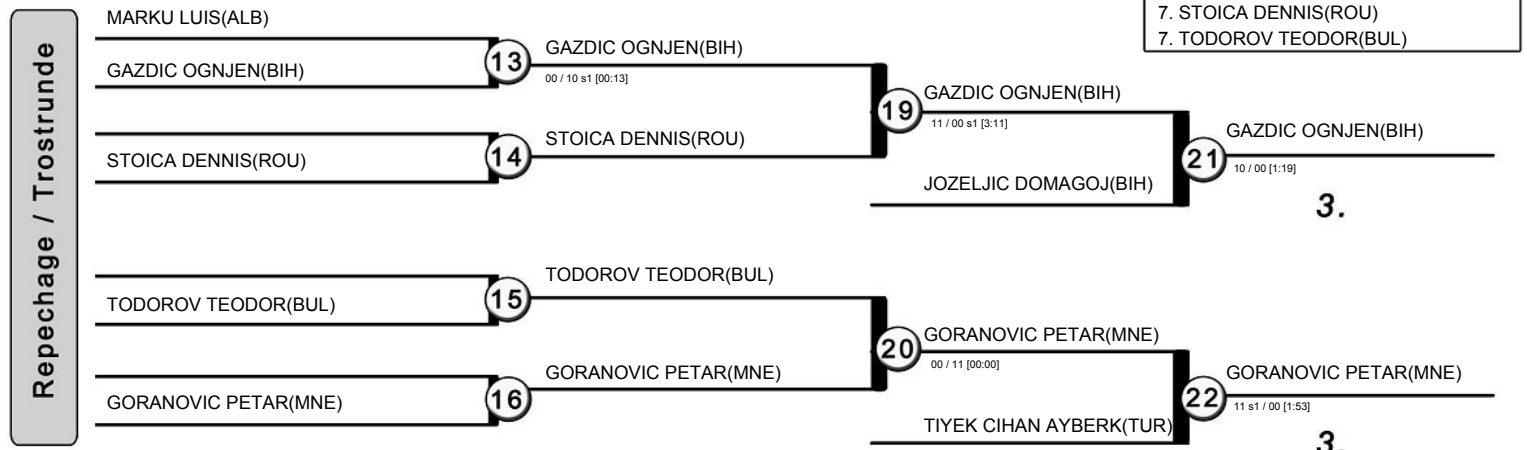 Repechage / Trostrunde
7. STOICA DENNIS(ROU)
7. TODOROV TEODOR(BUL)
MARKU LUIS(ALB)
GAZDIC OGNJEN(BIH)
13
GAZDIC OGNJEN(BIH)
00 / 10 s1 [00:13]
STOICA DENNIS(ROU)
14
STOICA DENNIS(ROU)
19
GAZDIC OGNJEN(BIH)
11 / 00 s1 [3:11]
JOZELJIC DOMAGOJ(BIH)
21
GAZDIC OGNJEN(BIH)
10 / 00 [1:19]
3.
TODOROV TEODOR(BUL)
15
TODOROV TEODOR(BUL)
GORANOVIC PETAR(MNE)
16
GORANOVIC PETAR(MNE)
20
GORANOVIC PETAR(MNE)
00 / 11 [00:00]
TIYEK CIHAN AYBERK(TUR)
22
GORANOVIC PETAR(MNE)
11 s1 / 00 [1:53]
3.